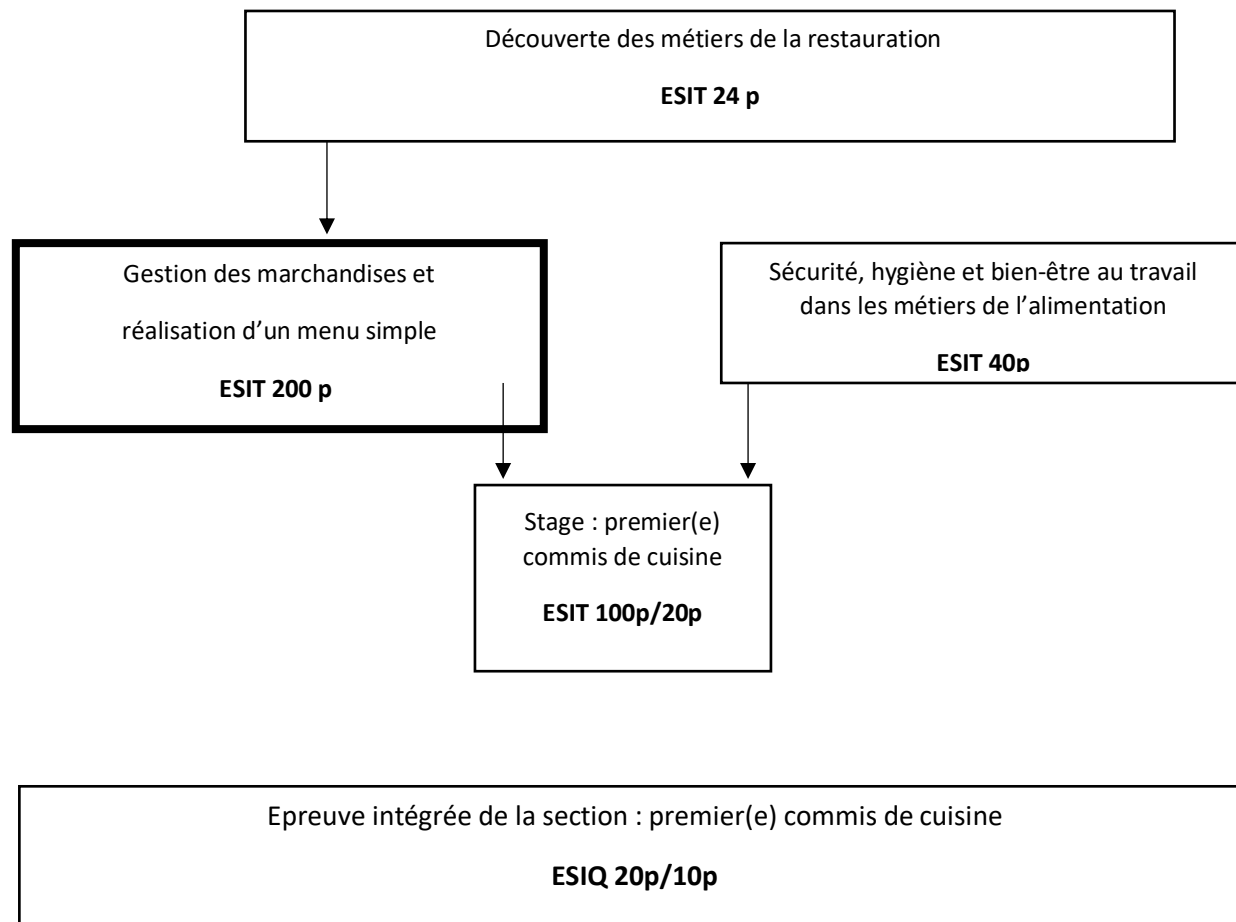 Découverte des métiers de la restauration
ESIT 24 p
Gestion des marchandises et
réalisation d’un menu simple
ESIT 200 p
Sécurité, hygiène et bien-être au travail
dans les métiers de l’alimentation
ESIT 40p
Stage : premier(e)
commis de cuisine
ESIT 100p/20p
Epreuve intégrée de la section : premier(e) commis de cuisine
ESIQ 20p/10p